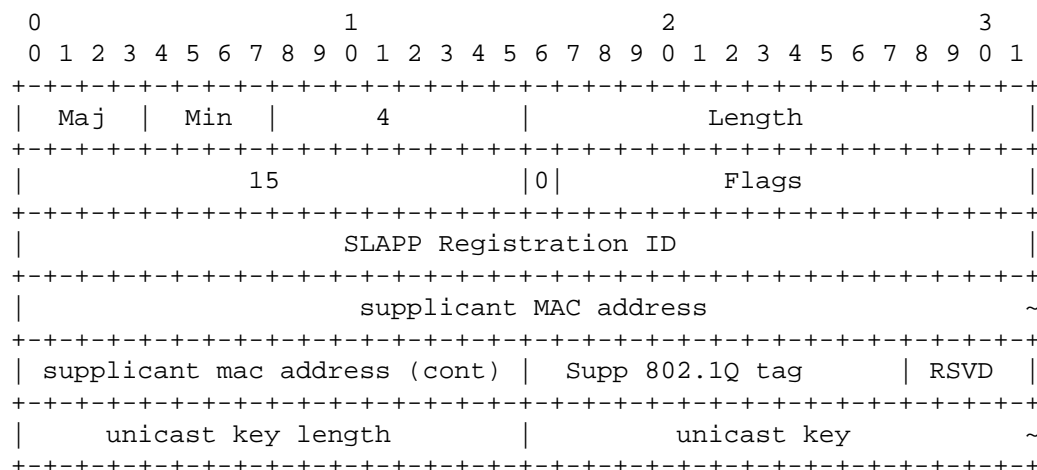 0                   1                   2                   3
 0 1 2 3 4 5 6 7 8 9 0 1 2 3 4 5 6 7 8 9 0 1 2 3 4 5 6 7 8 9 0 1
+-+-+-+-+-+-+-+-+-+-+-+-+-+-+-+-+-+-+-+-+-+-+-+-+-+-+-+-+-+-+-+-+
|  Maj  |  Min  |      4        |           Length              |
+-+-+-+-+-+-+-+-+-+-+-+-+-+-+-+-+-+-+-+-+-+-+-+-+-+-+-+-+-+-+-+-+
|              15               |0|          Flags              |
+-+-+-+-+-+-+-+-+-+-+-+-+-+-+-+-+-+-+-+-+-+-+-+-+-+-+-+-+-+-+-+-+
|                    SLAPP Registration ID                      |
+-+-+-+-+-+-+-+-+-+-+-+-+-+-+-+-+-+-+-+-+-+-+-+-+-+-+-+-+-+-+-+-+
|                     supplicant MAC address                    ~
+-+-+-+-+-+-+-+-+-+-+-+-+-+-+-+-+-+-+-+-+-+-+-+-+-+-+-+-+-+-+-+-+
| supplicant mac address (cont) |  Supp 802.1Q tag      | RSVD  |
+-+-+-+-+-+-+-+-+-+-+-+-+-+-+-+-+-+-+-+-+-+-+-+-+-+-+-+-+-+-+-+-+
|     unicast key length        |         unicast key           ~
+-+-+-+-+-+-+-+-+-+-+-+-+-+-+-+-+-+-+-+-+-+-+-+-+-+-+-+-+-+-+-+-+